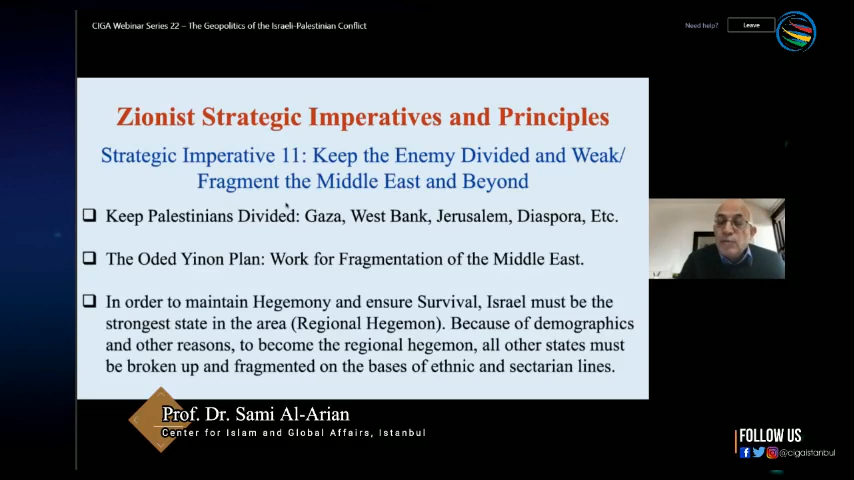 CIGA Webinar Series 22 – The Geopolitics of the Israeli-Palestinian Conflict
Need help?
Leave
Zionist Strategic Imperatives and Principles
Strategic Imperative 11: Keep the Enemy Divided and Weak/
Fragment the Middle East and Beyond
Keep Palestinians Divided: Gaza, West Bank, Jerusalem, Diaspora, Etc.
The Oded Yinon Plan: Work for Fragmentation of the Middle East.
In order to maintain Hegemony and ensure Survival, Israel must be the
strongest state in the area (Regional Hegemon). Because of demographics
and other reasons, to become the regional hegemon, all other states must
be broken up and fragmented on the bases of ethnic and sectarian lines.
Prof. Dr. Sami Al-Arian
Center for Islam and Global Affairs, Istanbul
FOLLOW US
@cigaistanbul